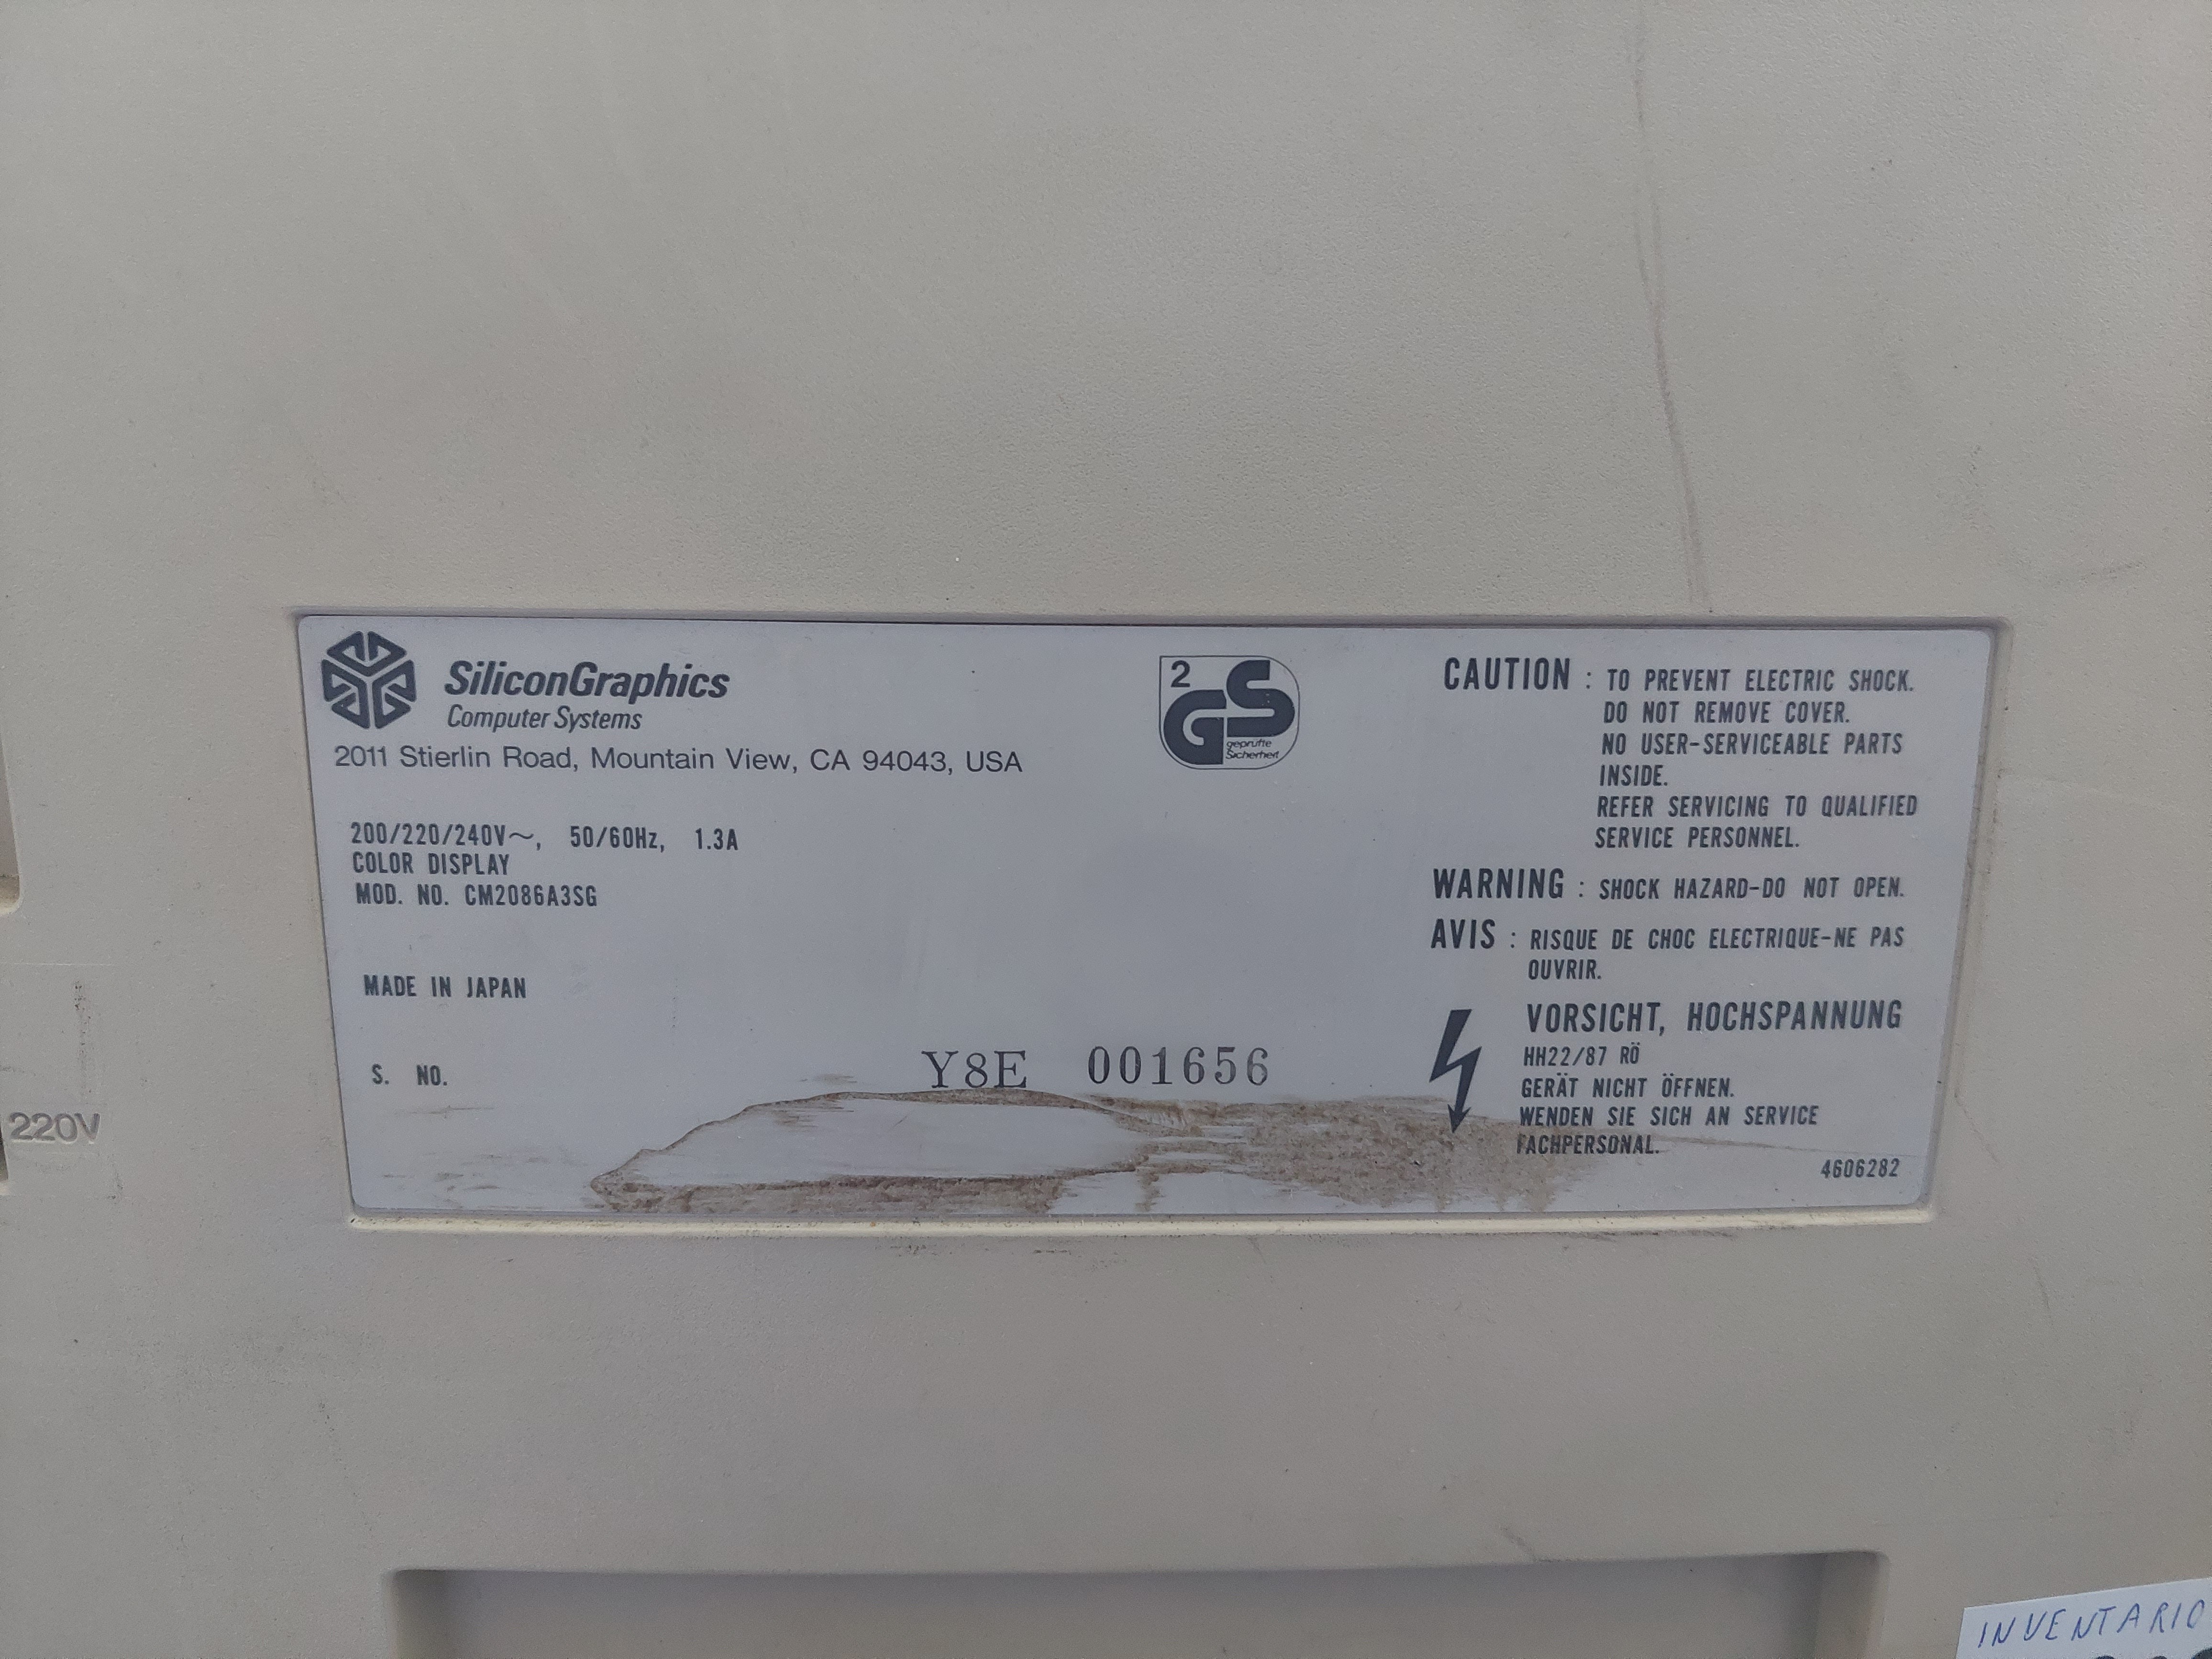 SiliconGraphics
Computer Systems
2011 Stierlin Road, Mountain View, CA 94043, USA
200/220/240V~, 50/60Hz, 1.3A
COLOR DISPLAY
MOD. NO. CM2086A3SG
MADE IN JAPAN
S. NO. Y8E 001656
2
GS
geprüfte
Sicherheit
CAUTION : TO PREVENT ELECTRIC SHOCK.
DO NOT REMOVE COVER.
NO USER-SERVICEABLE PARTS
INSIDE.
REFER SERVICING TO QUALIFIED
SERVICE PERSONNEL.
WARNING : SHOCK HAZARD-DO NOT OPEN.
AVIS : RISQUE DE CHOC ELECTRIQUE-NE PAS
OUVRIR.
VORSICHT, HOCHSPANNUNG
HH22/87 RÖ
GERÄT NICHT ÖFFNEN.
WENDEN SIE SICH AN SERVICE
FACHPERSONAL.
4606282
220V
INVENTARIO